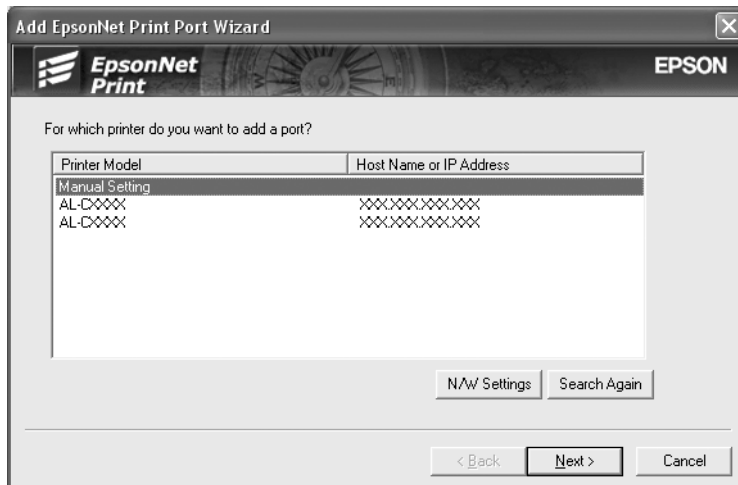 Add EpsonNet Print Port Wizard
EpsonNet
Print
EPSON
For which printer do you want to add a port?
Printer Model Host Name or IP Address
Manual Setting
AL-CXXXX XXX.XXX.XXX.XXX
AL-CXXXX XXX.XXX.XXX.XXX
N/W Settings Search Again
< Back Next > Cancel